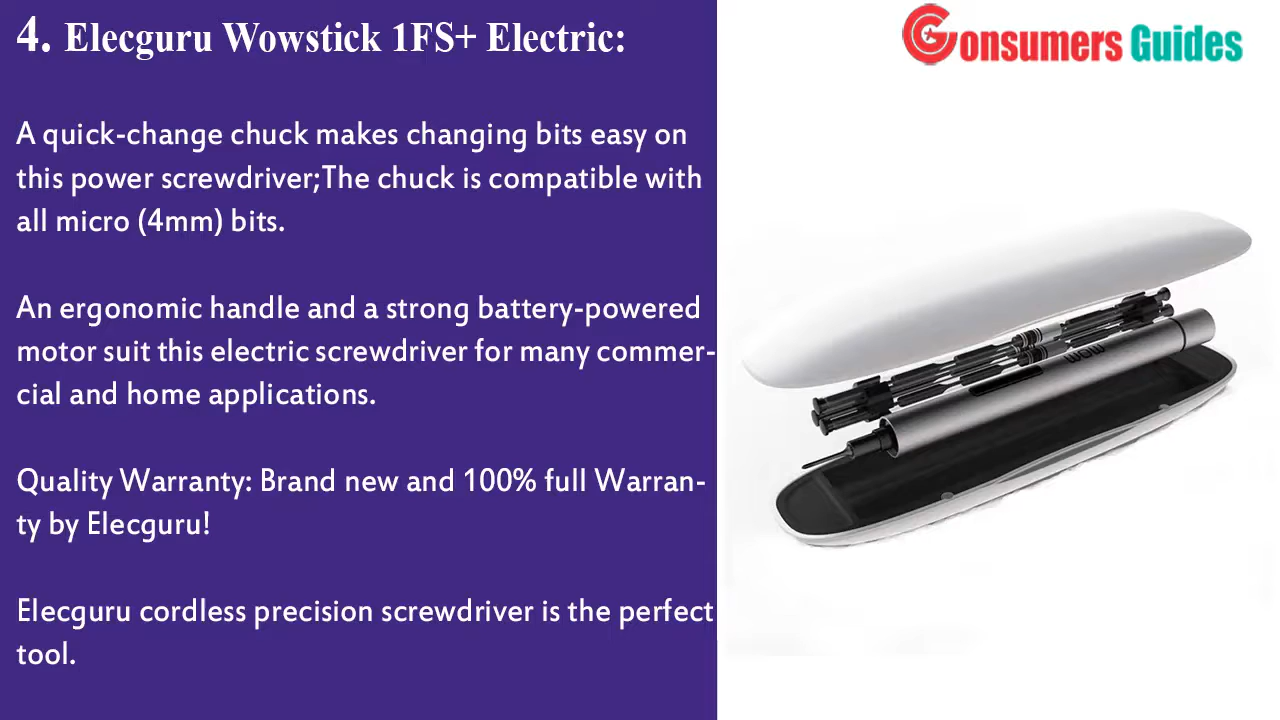 4. Elecguru Wowstick 1FS+ Electric:
Consumers Guides
A quick-change chuck makes changing bits easy on
this power screwdriver;The chuck is compatible with
all micro (4mm) bits.
An ergonomic handle and a strong battery-powered
motor suit this electric screwdriver for many commer-
cial and home applications.
Quality Warranty: Brand new and 100% full Warran-
ty by Elecguru!
Elecguru cordless precision screwdriver is the perfect
tool.
wow